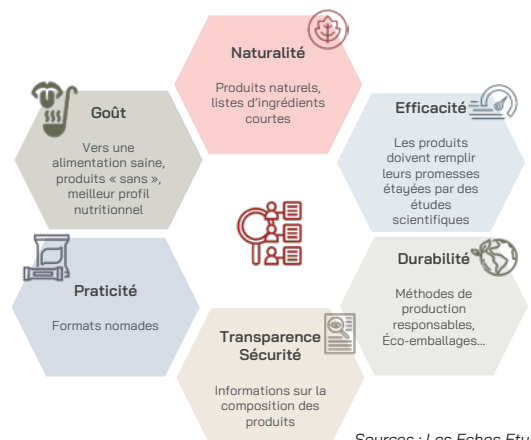 Naturalité
Produits naturels,
listes d'ingrédients
courtes
Goût
Vers une
alimentation saine,
produits « sans »,
meilleur profil
nutritionnel
Efficacité
Les produits
doivent remplir
leurs promesses
étayées par des
études
scientifiques
Praticité
Formats nomades
Durabilité
Méthodes de
production
responsables,
Éco-emballages...
Transparence
Sécurité
Informations sur la
composition des
produits
Sources : Les Echos